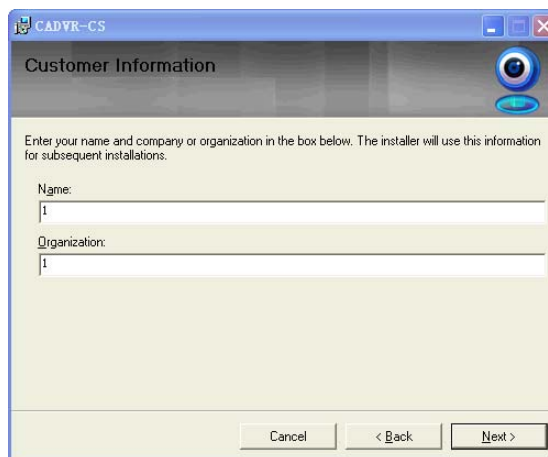 CADVR-CS
Customer Information
Enter your name and company or organization in the box below. The installer will use this information
for subsequent installations.
Name:
1
Organization:
1
Cancel
< Back
Next >